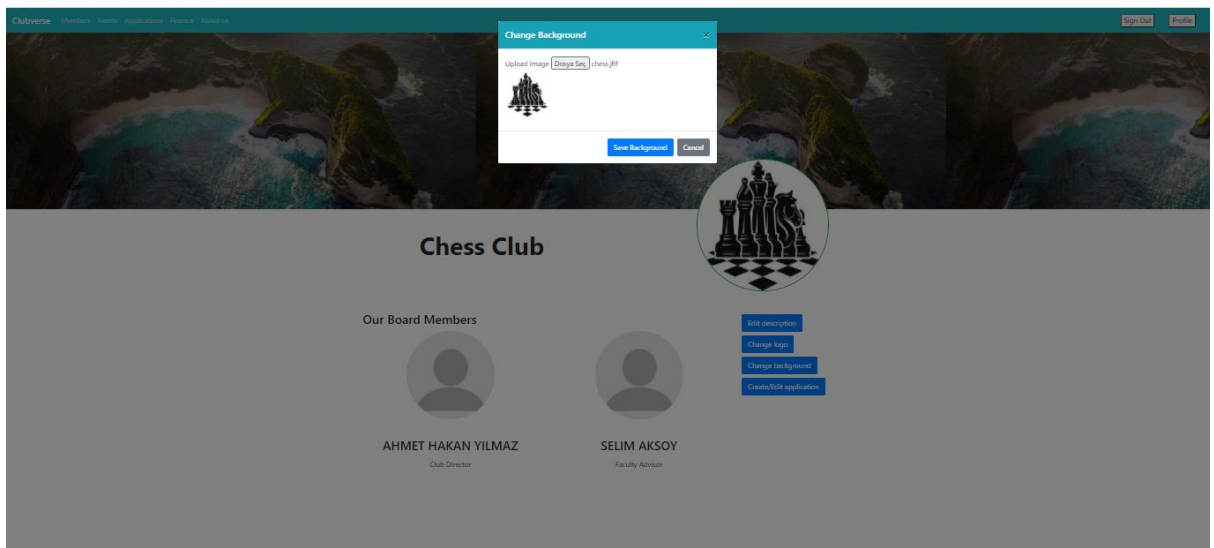 Clubverse Members Events Applications Finance About us Sign Out Profile
Change Background ×
Upload image Dosya Seç chess.jfif
Save Background Cancel
Chess Club
Our Board Members
Edit description
Change logo
Change background
Create/Edit application
AHMET HAKAN YILMAZ
Club Director
SELIM AKSOY
Faculty Advisor